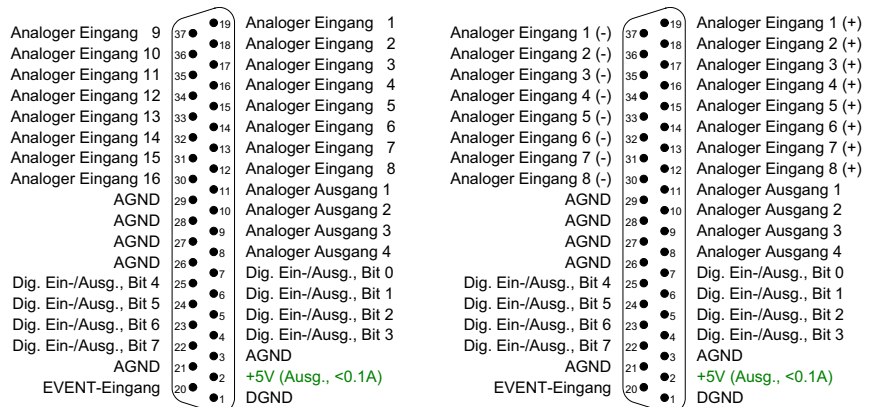 19 Analoger Eingang 1
Analoger Eingang 9 37
18 Analoger Eingang 2
Analoger Eingang 10 36
17 Analoger Eingang 3
Analoger Eingang 11 35
16 Analoger Eingang 4
Analoger Eingang 12 34
15 Analoger Eingang 5
Analoger Eingang 13 33
14 Analoger Eingang 6
Analoger Eingang 14 32
13 Analoger Eingang 7
Analoger Eingang 15 31
12 Analoger Eingang 8
Analoger Eingang 16 30
11 Analoger Ausgang 1
AGND 29
10 Analoger Ausgang 2
AGND 28
9 Analoger Ausgang 3
AGND 27
8 Analoger Ausgang 4
AGND 26
7 Dig. Ein-/Ausg., Bit 0
Dig. Ein-/Ausg., Bit 4 25
6 Dig. Ein-/Ausg., Bit 1
Dig. Ein-/Ausg., Bit 5 24
5 Dig. Ein-/Ausg., Bit 2
Dig. Ein-/Ausg., Bit 6 23
4 Dig. Ein-/Ausg., Bit 3
Dig. Ein-/Ausg., Bit 7 22
3 AGND
AGND 21
2 +5V (Ausg., <0.1A)
EVENT-Eingang 20
1 DGND
19 Analoger Eingang 1 (+)
Analoger Eingang 1 (-) 37
18 Analoger Eingang 2 (+)
Analoger Eingang 2 (-) 36
17 Analoger Eingang 3 (+)
Analoger Eingang 3 (-) 35
16 Analoger Eingang 4 (+)
Analoger Eingang 4 (-) 34
15 Analoger Eingang 5 (+)
Analoger Eingang 5 (-) 33
14 Analoger Eingang 6 (+)
Analoger Eingang 6 (-) 32
13 Analoger Eingang 7 (+)
Analoger Eingang 7 (-) 31
12 Analoger Eingang 8 (+)
Analoger Eingang 8 (-) 30
11 Analoger Ausgang 1
AGND 29
10 Analoger Ausgang 2
AGND 28
9 Analoger Ausgang 3
AGND 27
8 Analoger Ausgang 4
AGND 26
7 Dig. Ein-/Ausg., Bit 0
Dig. Ein-/Ausg., Bit 4 25
6 Dig. Ein-/Ausg., Bit 1
Dig. Ein-/Ausg., Bit 5 24
5 Dig. Ein-/Ausg., Bit 2
Dig. Ein-/Ausg., Bit 6 23
4 Dig. Ein-/Ausg., Bit 3
Dig. Ein-/Ausg., Bit 7 22
3 AGND
AGND 21
2 +5V (Ausg., <0.1A)
EVENT-Eingang 20
1 DGND